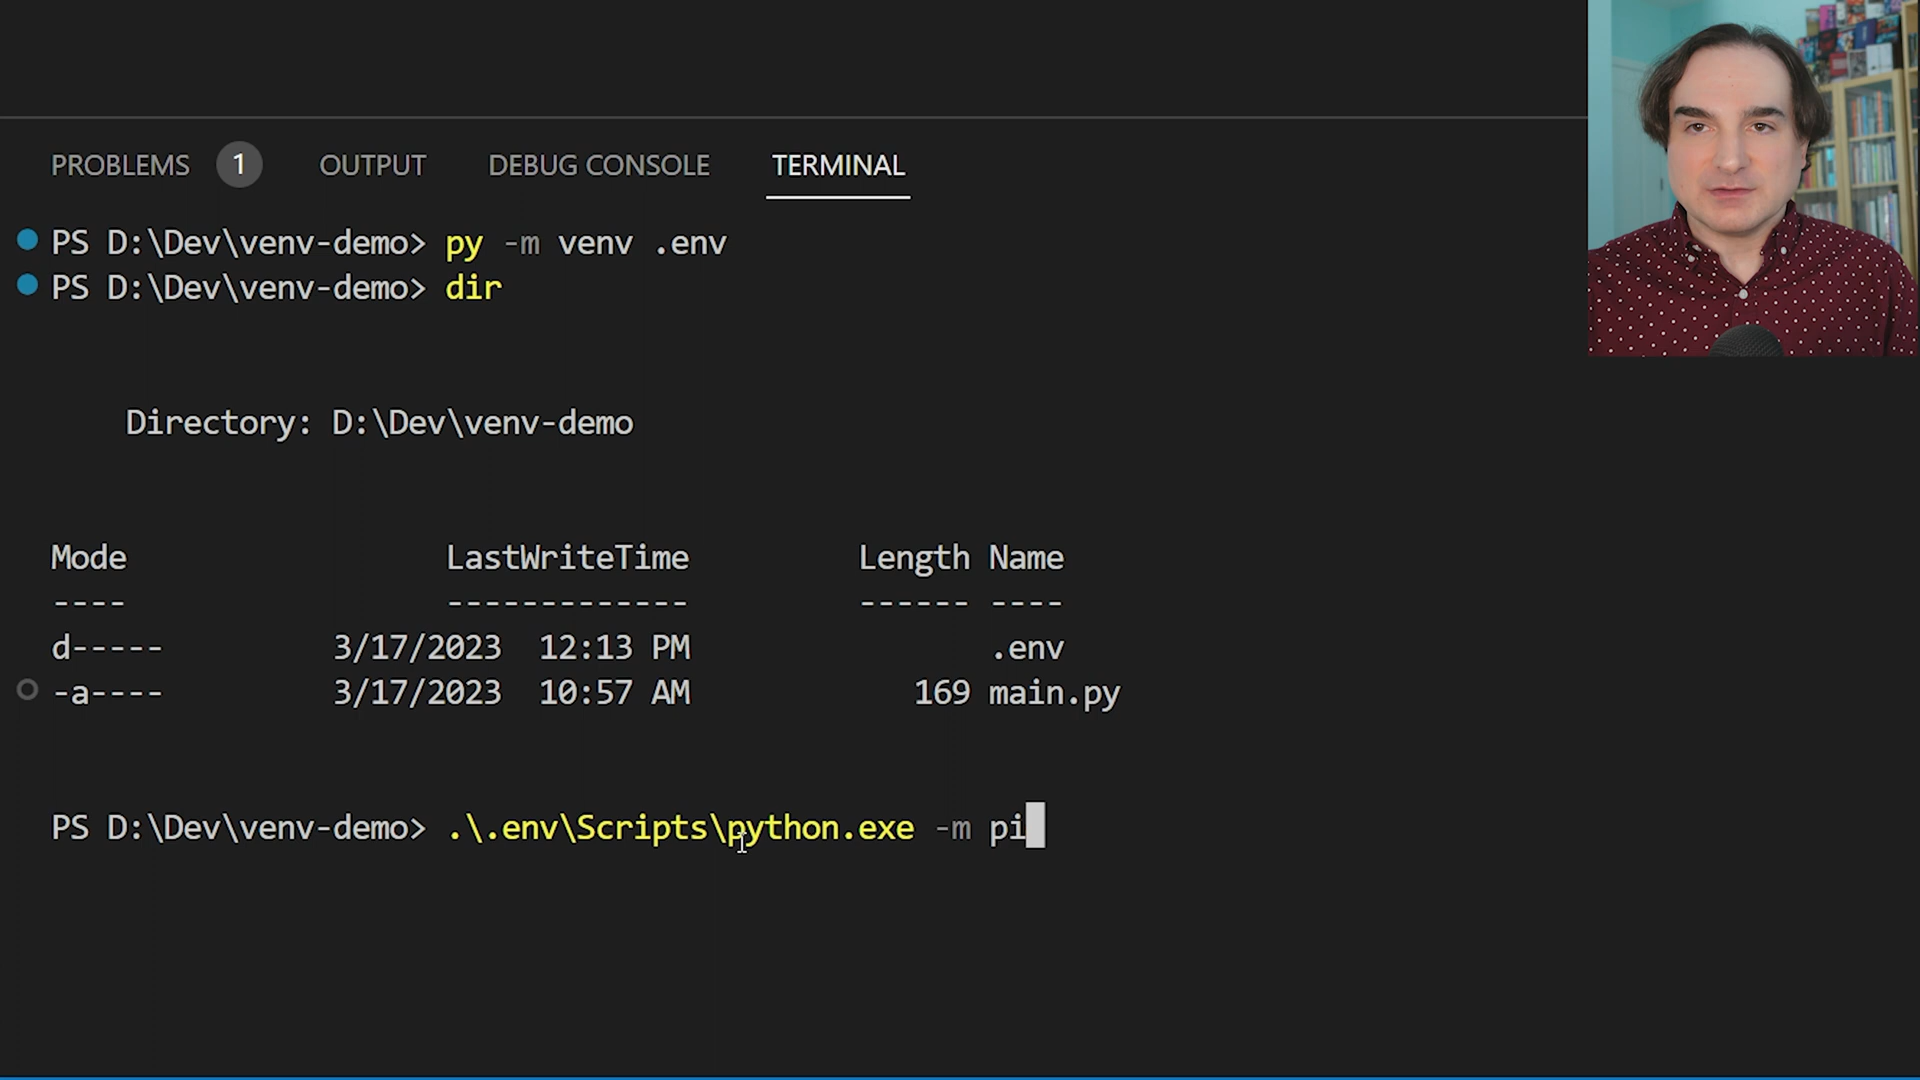 PROBLEMS 1 OUTPUT DEBUG CONSOLE TERMINAL
PS D:\Dev\venv-demo> py -m venv .env
PS D:\Dev\venv-demo> dir
Directory: D:\Dev\venv-demo
Mode LastWriteTime Length Name
---- ------------- ------ ----
d----- 3/17/2023 12:13 PM .env
-a---- 3/17/2023 10:57 AM 169 main.py
PS D:\Dev\venv-demo> .\.env\Scripts\python.exe -m pi